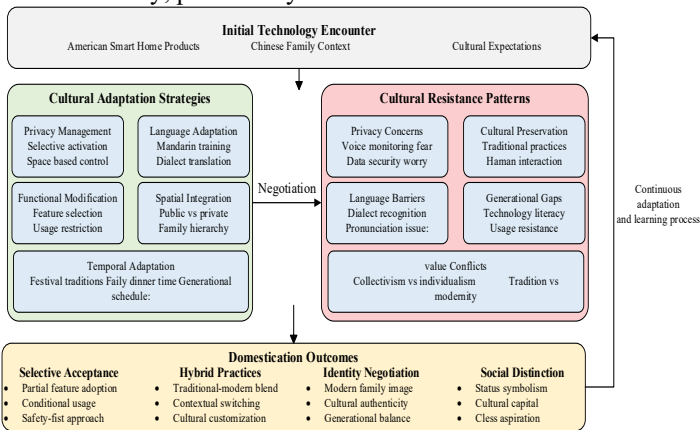 Initial Technology Encounter
American Smart Home Products Chinese Family Context Cultural Expectations
Cultural Adaptation Strategies
Privacy Management
Selective activation
Space based control
Language Adaptation
Mandarin training
Dialect translation
Functional Modification
Feature selection
Usage restriction
Spatial Integration
Public vs private
Family hierarchy
Temporal Adaptation
Festival traditions Faily dinner time Generational
schedule:
Negotiation
Cultural Resistance Patterns
Privacy Concerns
Voice monitoring fear
Data security worry
Cultural Preservation
Traditional practices
Haman interaction
Language Barriers
Dialect recognition
Pronunciation issue:
Generational Gaps
Technology literacy
Usage resistance
value Conflicts
Collectivism vs individualism Tradition vs
modernity
Continuous
adaptation
and learning process
Domestication Outcomes
Selective Acceptance
• Partial feature adoption
• Conditional usage
• Safety-fist approach
Hybrid Practices
• Traditional-modern blend
• Contextual switching
• Cultural customization
Identity Negotiation
• Modern family image
• Cultural authenticity
• Generational balance
Social Distinction
• Status symbolism
• Cultural capital
• Cless aspiration